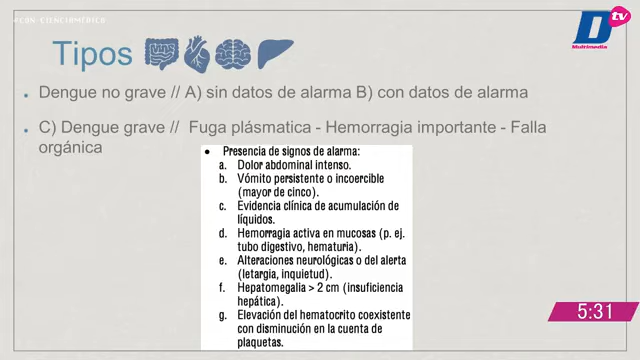 #CON-CIENCIAMÉDICA
D tv
Multimedia
Tipos
Dengue no grave // A) sin datos de alarma B) con datos de alarma
C) Dengue grave // Fuga plásmatica - Hemorragia importante - Falla
orgánica
Presencia de signos de alarma:
a. Dolor abdominal intenso.
b. Vómito persistente o incoercible
(mayor de cinco).
c. Evidencia clínica de acumulación de
líquidos.
d. Hemorragia activa en mucosas (p. ej.
tubo digestivo, hematuria).
e. Alteraciones neurológicas o del alerta
(letargia, inquietud).
f. Hepatomegalia > 2 cm (insuficiencia
hepática).
g. Elevación del hematocrito coexistente
con disminución en la cuenta de
plaquetas.
5:31